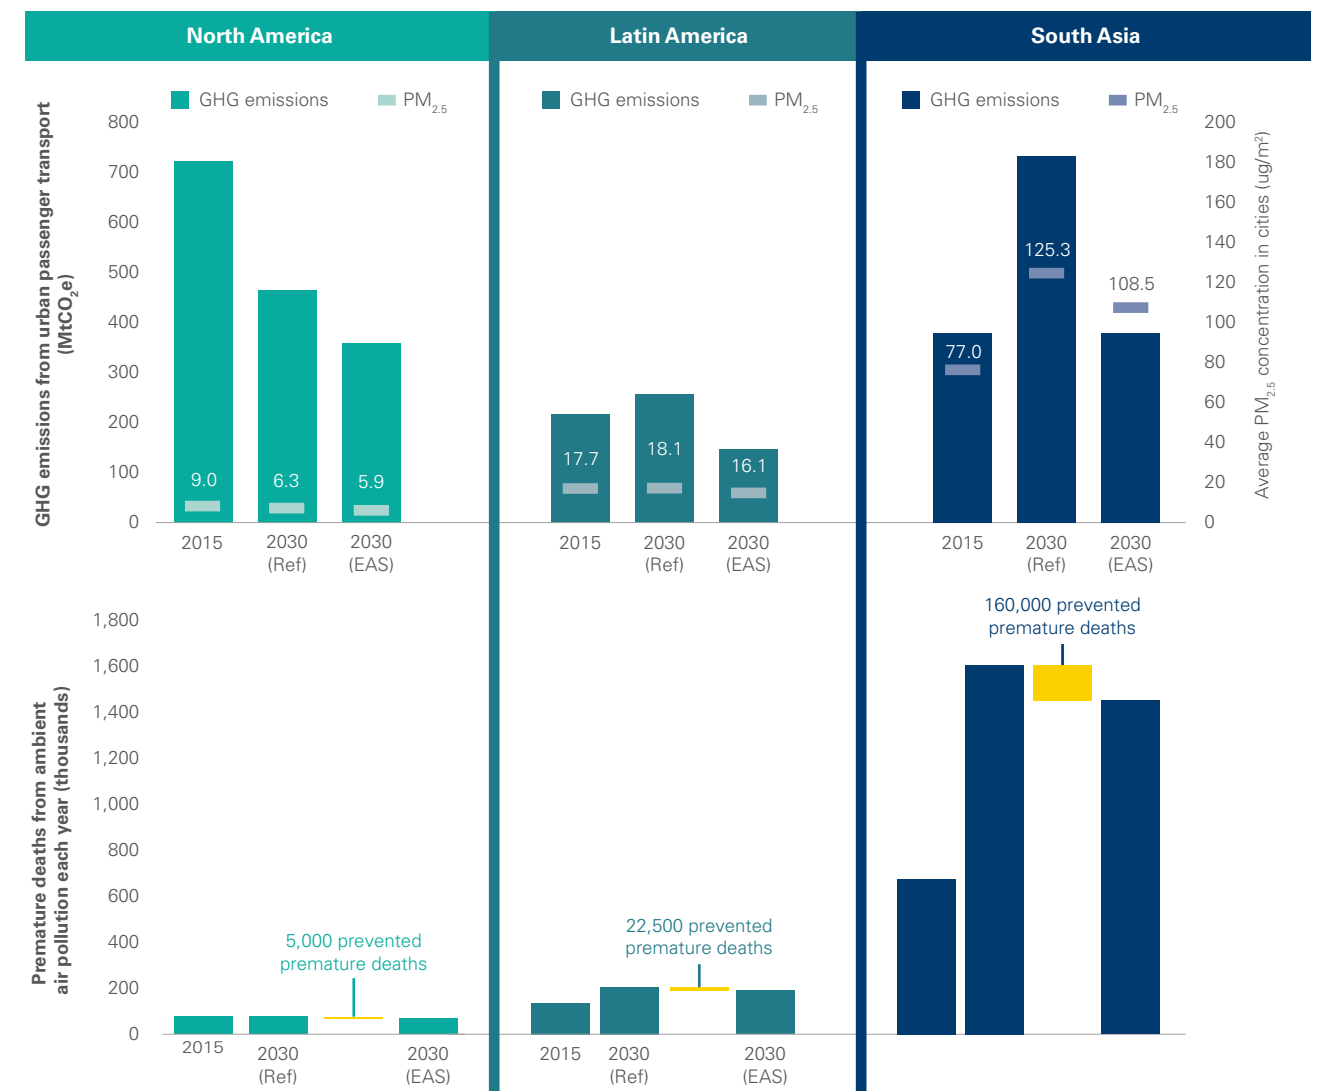 North America
Latin America
South Asia
GHG emissions
PM2.5
GHG emissions
PM2.5
GHG emissions
PM2.5
GHG emissions from urban passenger transport
(MtCO2e)
800
700
600
500
400
300
200
100
0
9.0
6.3
5.9
2015
2030
(Ref)
2030
(EAS)
17.7
18.1
16.1
2015
2030
(Ref)
2030
(EAS)
77.0
125.3
108.5
2015
2030
(Ref)
2030
(EAS)
200
180
160
140
120
100
80
60
40
20
0
Average PM2.5 concentration in cities (ug/m²)
Premature deaths from ambient
air pollution each year (thousands)
1,800
1,600
1,400
1,200
1,000
800
600
400
200
0
5,000 prevented
premature deaths
2015
2030
(Ref)
2030
(EAS)
22,500 prevented
premature deaths
2015
2030
(Ref)
2030
(EAS)
160,000 prevented
premature deaths